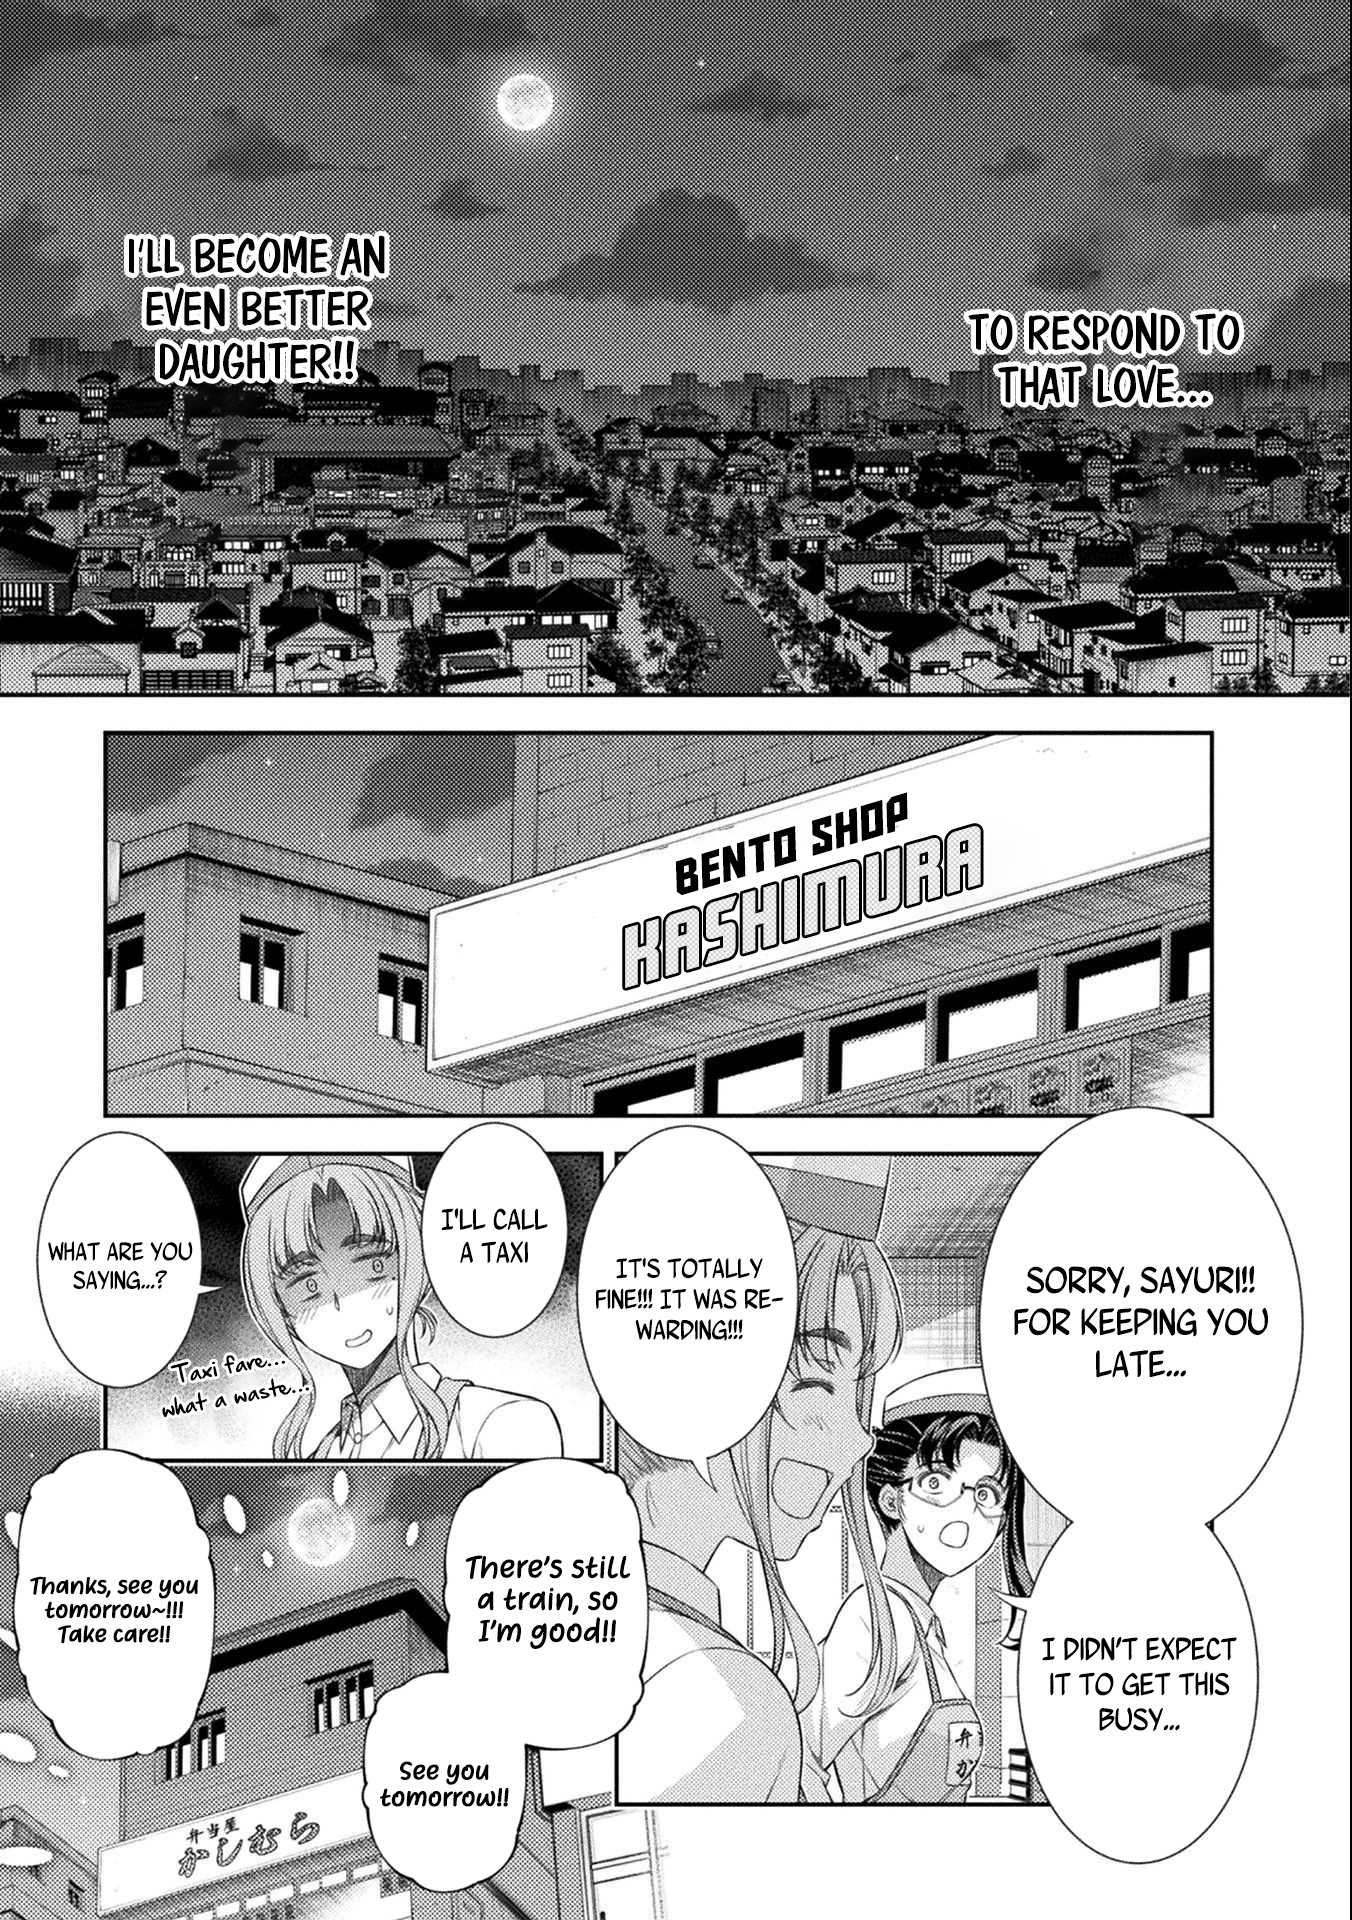 TO RESPOND TO
THAT LOVE...
I'LL BECOME AN
EVEN BETTER
DAUGHTER!!
BENTO SHOP
KASHIMURA
SORRY, SAYURI!!
FOR KEEPING YOU
LATE...
I DIDN'T EXPECT
IT TO GET THIS
BUSY...
弁
か
IT'S TOTALLY
FINE!!! IT WAS RE-
WARDING!!!
I'LL CALL
A TAXI
WHAT ARE YOU
SAYING...?
Taxi fare...
what a waste...
There's still
a train, so
I'm good!!
See you
tomorrow!!
Thanks, see you
tomorrow~!!!
Take care!!
弁当屋
かしむら